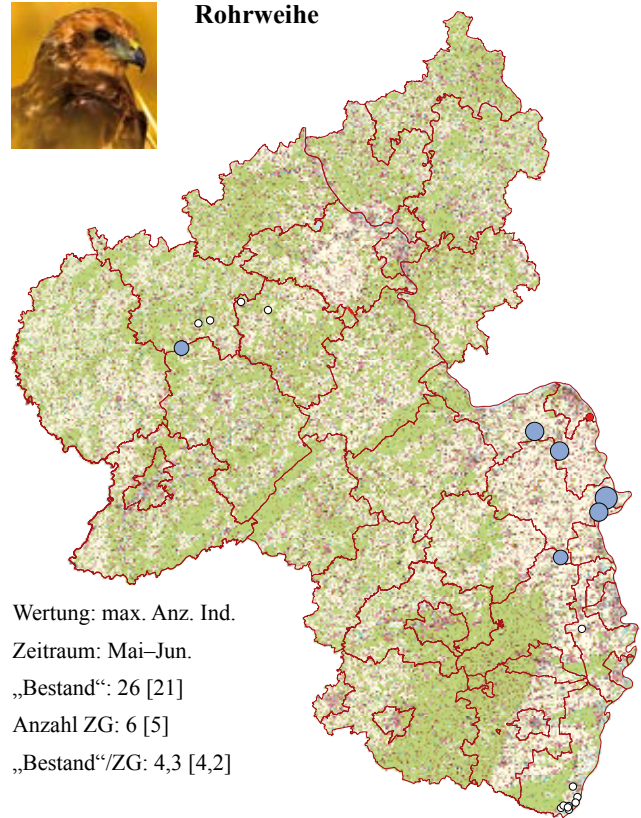 Rohrweihe
Wertung: max. Anz. Ind.
Zeitraum: Mai–Jun.
„Bestand“: 26 [21]
Anzahl ZG: 6 [5]
„Bestand“/ZG: 4,3 [4,2]